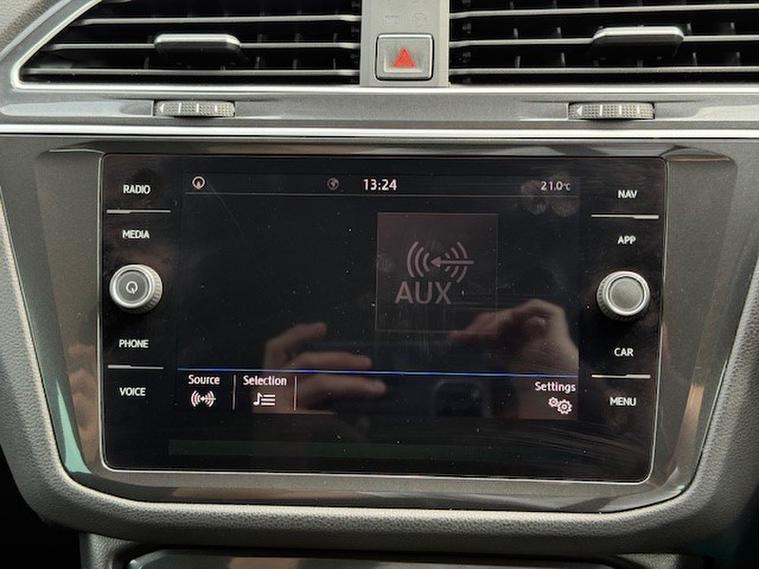 RADIO
MEDIA
PHONE
VOICE
13:24
21.0°C
AUX
Source
Selection
Settings
NAV
APP
CAR
MENU